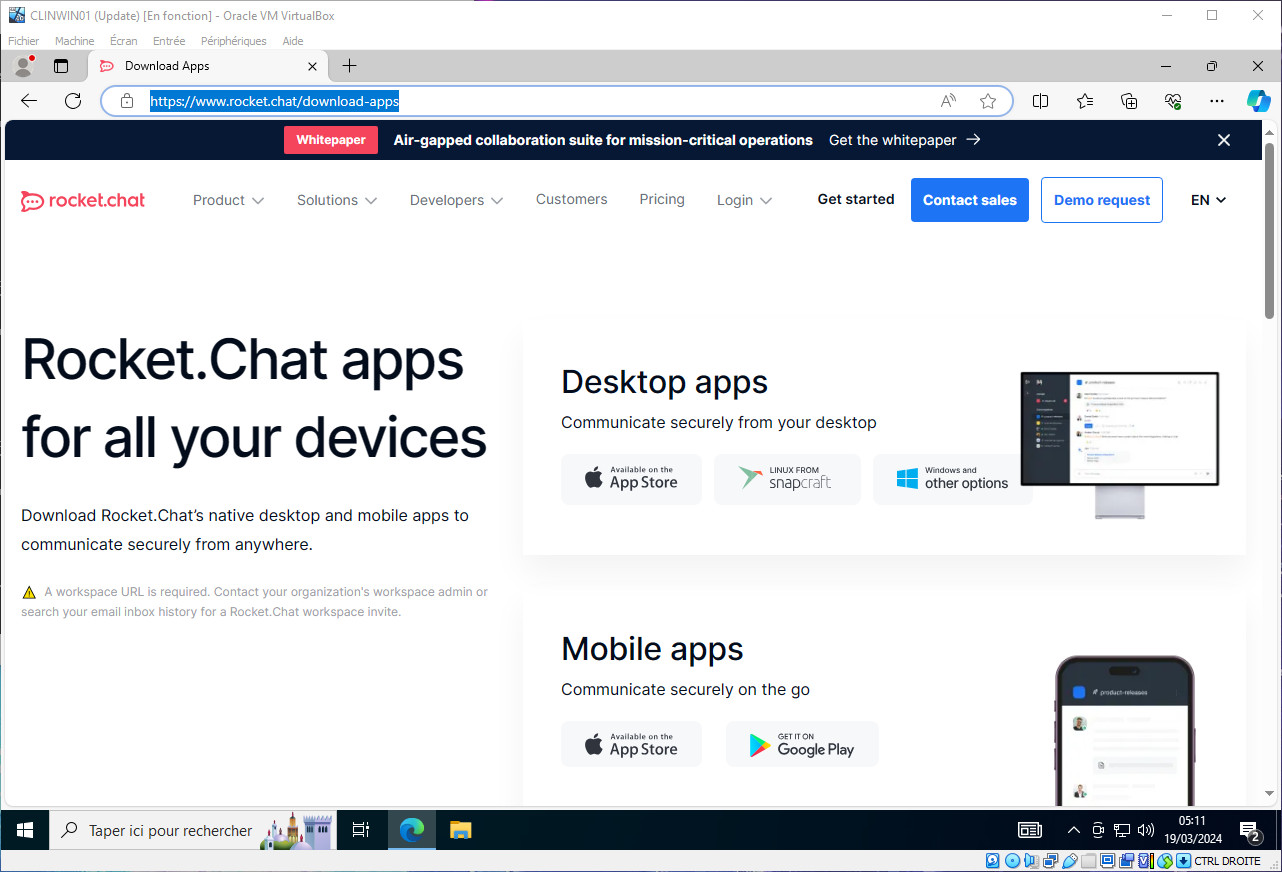 CLINWIN01 (Update) [En fonction] - Oracle VM VirtualBox
Fichier Machine Écran Entrée Périphériques Aide
Download Apps
https://www.rocket.chat/download-apps
Whitepaper Air-gapped collaboration suite for mission-critical operations Get the whitepaper →
rocket.chat Product Solutions Developers Customers Pricing Login Get started Contact sales Demo request EN
Rocket.Chat apps
for all your devices
Download Rocket.Chat’s native desktop and mobile apps to
communicate securely from anywhere.
A workspace URL is required. Contact your organization's workspace admin or
search your email inbox history for a Rocket.Chat workspace invite.
Desktop apps
Communicate securely from your desktop
Available on the
App Store
LINUX FROM
snapcraft
Windows and
other options
# product-releases
Mobile apps
Communicate securely on the go
Available on the
App Store
GET IT ON
Google Play
# product-releases
Taper ici pour rechercher
05:11
19/03/2024
2
CTRL DROITE